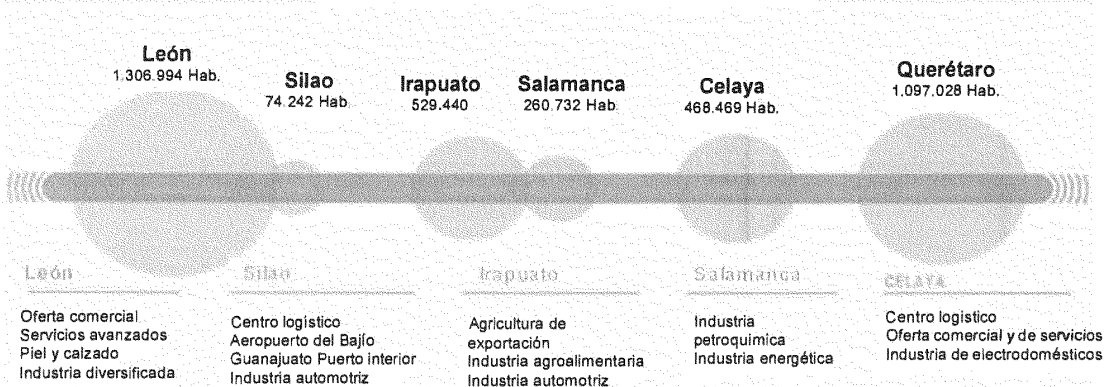 León
1.306.994 Hab.
Silao
74.242 Hab
Irapuato
529.440
Salamanca
260.732 Hab
Celaya
468.469 Hab.
Querétaro
1,097.028 Hab.
León
Oferta comercial
Servicios avanzados
Piel y calzado
Industria diversificada
Silao
Centro logístico
Aeropuerto del Bajío
Guanajuato Puerto interior
Industria automotriz
Irapuato
Agricultura de
exportación
Industria agroalimentaria
Industria automotriz
Salamanca
Industria
petroquimica
Industria energética
CELAYA
Centro logístico
Oferta comercial y de servicios
Industria de electrodomésticos